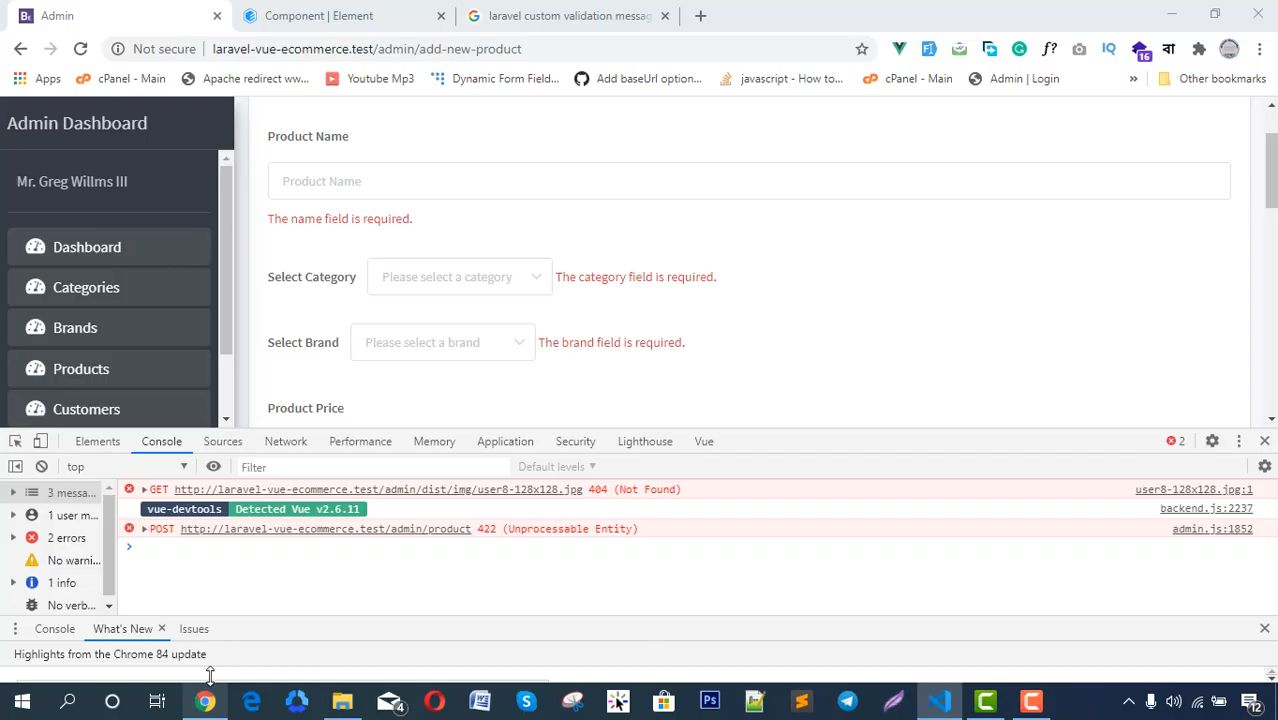 Admin
Component | Element
laravel custom validation messag
Not secure
laravel-vue-ecommerce.test/admin/add-new-product
16
বা
Apps
cPanel - Main
Apache redirect ww...
Youtube Mp3
Dynamic Form Field...
Add baseUrl option...
javascript - How to...
cPanel - Main
Admin | Login
Other bookmarks
Admin Dashboard
Mr. Greg Willms III
Dashboard
Categories
Brands
Products
Customers
Product Name
Product Name
The name field is required.
Select Category
Please select a category
The category field is required.
Select Brand
Please select a brand
The brand field is required.
Product Price
Elements
Console
Sources
Network
Performance
Memory
Application
Security
Lighthouse
Vue
2
top
Filter
Default levels
3 messa...
1 user m...
2 errors
No warni...
1 info
No verb...
GET http://laravel-vue-ecommerce.test/admin/dist/img/user8-128x128.jpg 404 (Not Found)
user8-128x128.jpg:1
vue-devtools Detected Vue v2.6.11
backend.js:2237
POST http://laravel-vue-ecommerce.test/admin/product 422 (Unprocessable Entity)
admin.js:1852
Console
What's New
Issues
Highlights from the Chrome 84 update
4
Ps
12